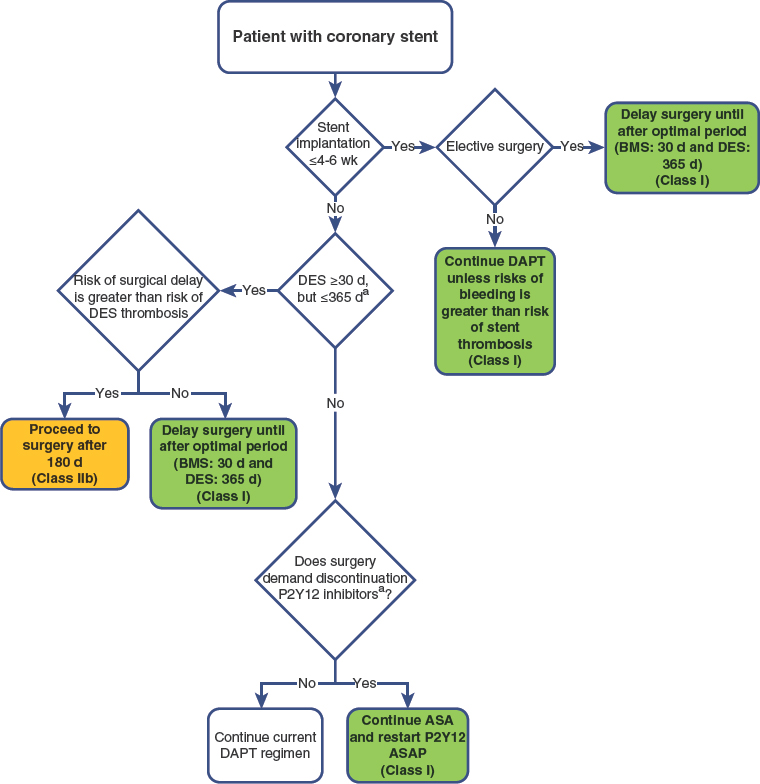 Patient with coronary stent
Stent
implantation
≤4-6 wk
Yes
Elective surgery
Yes
Delay surgery until
after optimal period
(BMS: 30 d and DES:
365 d)
(Class I)
No
No
Continue DAPT
unless risks of
bleeding is
greater than risk
of stent
thrombosis
(Class I)
DES ≥30 d,
but ≤365 dᵃ
Yes
Risk of surgical delay
is greater than risk of
DES thrombosis
Yes
No
Proceed to
surgery after
180 d
(Class IIb)
Delay surgery until
after optimal period
(BMS: 30 d and
DES: 365 d)
(Class I)
No
Does surgery
demand discontinuation
P2Y12 inhibitorsᵃ?
No
Yes
Continue current
DAPT regimen
Continue ASA
and restart P2Y12
ASAP
(Class I)